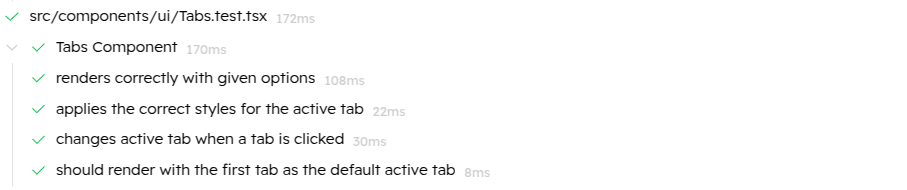 src/components/ui/Tabs.test.tsx 172ms
Tabs Component 170ms
renders correctly with given options 108ms
applies the correct styles for the active tab 22ms
changes active tab when a tab is clicked 30ms
should render with the first tab as the default active tab 8ms